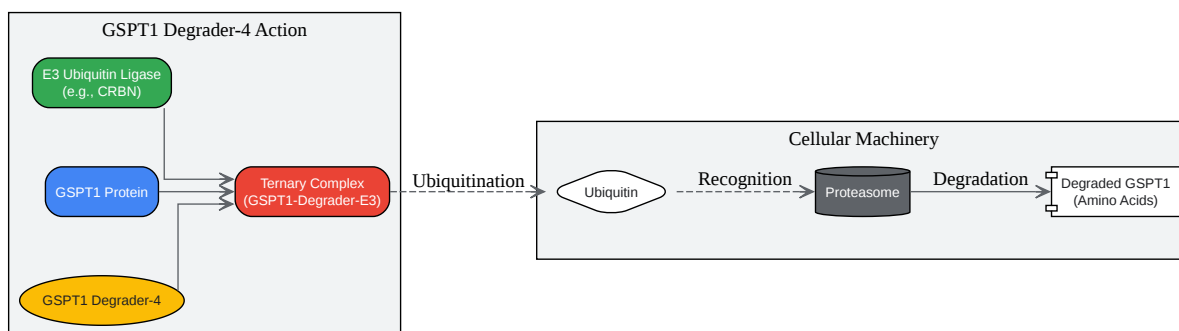 GSPT1 Degrader-4 Action
E3 Ubiquitin Ligase
(e.g., CRBN)
GSPT1 Protein
Ternary Complex
(GSPT1-Degrader-E3)
GSPT1 Degrader-4
Ubiquitination
Cellular Machinery
Ubiquitin
Recognition
Proteasome
Degradation
Degraded GSPT1
(Amino Acids)